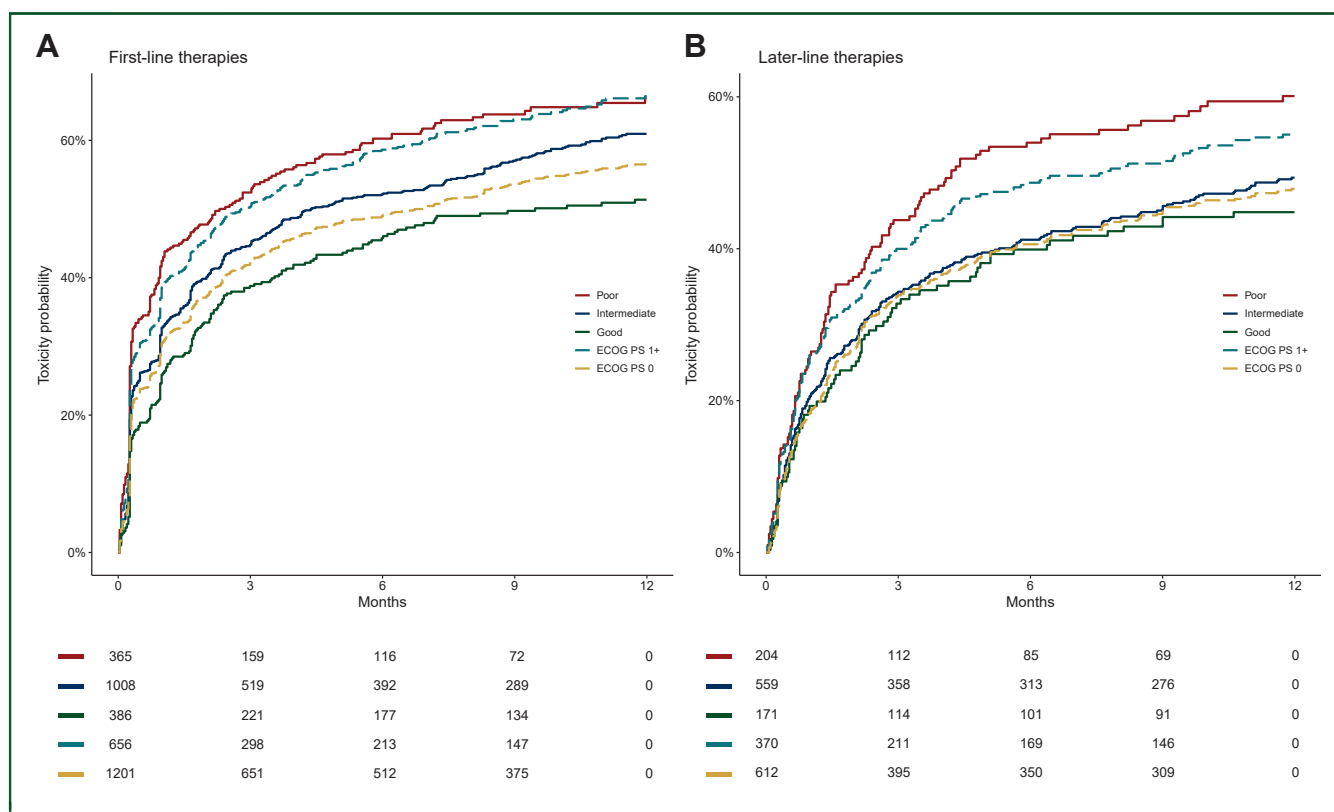 A
First-line therapies
Toxicity probability
60%
40%
20%
0%
0 3 6 9 12
Months
Poor
Intermediate
Good
ECOG PS 1+
ECOG PS 0
365 159 116 72 0
1008 519 392 289 0
386 221 177 134 0
656 298 213 147 0
1201 651 512 375 0
B
Later-line therapies
Toxicity probability
60%
40%
20%
0%
0 3 6 9 12
Months
Poor
Intermediate
Good
ECOG PS 1+
ECOG PS 0
204 112 85 69 0
559 358 313 276 0
171 114 101 91 0
370 211 169 146 0
612 395 350 309 0